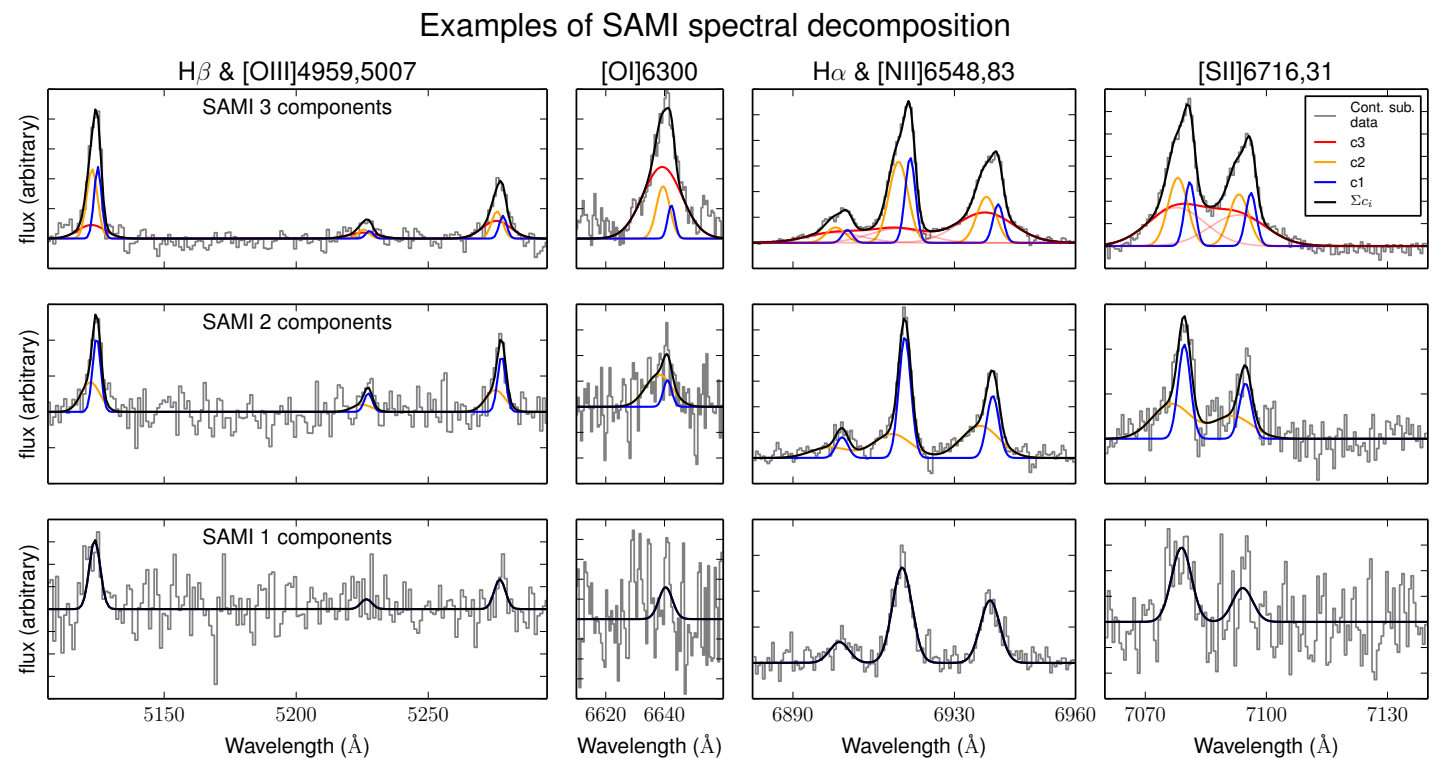 Examples of SAMI spectral decomposition
Hβ & [OIII]4959,5007
[OI]6300
Hα & [NII]6548,83
[SII]6716,31
flux (arbitrary)
SAMI 3 components
Cont. sub.
data
c3
c2
c1
Σcᵢ
flux (arbitrary)
SAMI 2 components
flux (arbitrary)
SAMI 1 components
5150 5200 5250
6620 6640
6890 6930 6960
7070 7100 7130
Wavelength (Å)
Wavelength (Å)
Wavelength (Å)
Wavelength (Å)